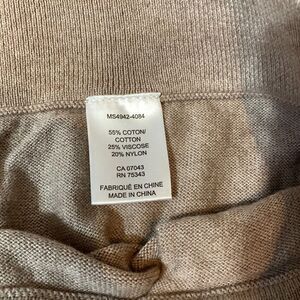 MS4942-4084
55% COTON/
COTTON
25% VISCOSE
20% NYLON
CA 07043
RN 75343
FABRIQUÉ EN CHINE
MADE IN CHINA